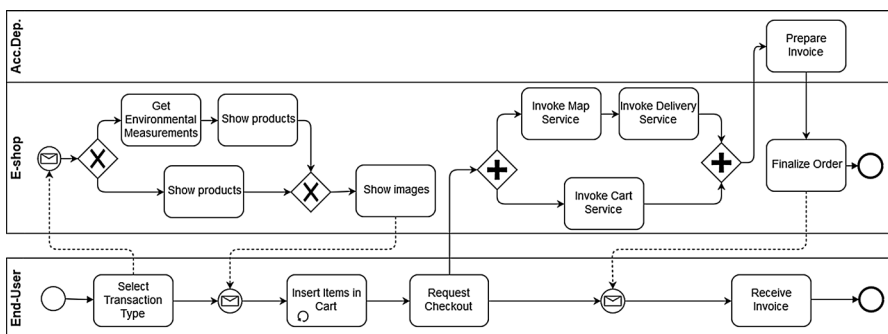 Acc.Dep.
Prepare
Invoice
E-shop
Get
Environmental
Measurements
Show products
Show products
Show images
Invoke Map
Service
Invoke Delivery
Service
Invoke Cart
Service
Finalize Order
End-User
Select
Transaction
Type
Insert Items in
Cart
Request
Checkout
Receive
Invoice